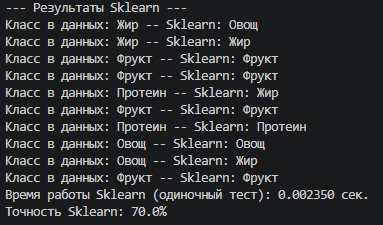 --- Результаты Sklearn ---
Класс в данных: Жир -- Sklearn: Овощ
Класс в данных: Жир -- Sklearn: Жир
Класс в данных: Фрукт -- Sklearn: Фрукт
Класс в данных: Фрукт -- Sklearn: Фрукт
Класс в данных: Протеин -- Sklearn: Жир
Класс в данных: Фрукт -- Sklearn: Фрукт
Класс в данных: Протеин -- Sklearn: Протеин
Класс в данных: Овощ -- Sklearn: Овощ
Класс в данных: Овощ -- Sklearn: Жир
Класс в данных: Фрукт -- Sklearn: Фрукт
Время работы Sklearn (одиночный тест): 0.002350 сек.
Точность Sklearn: 70.0%